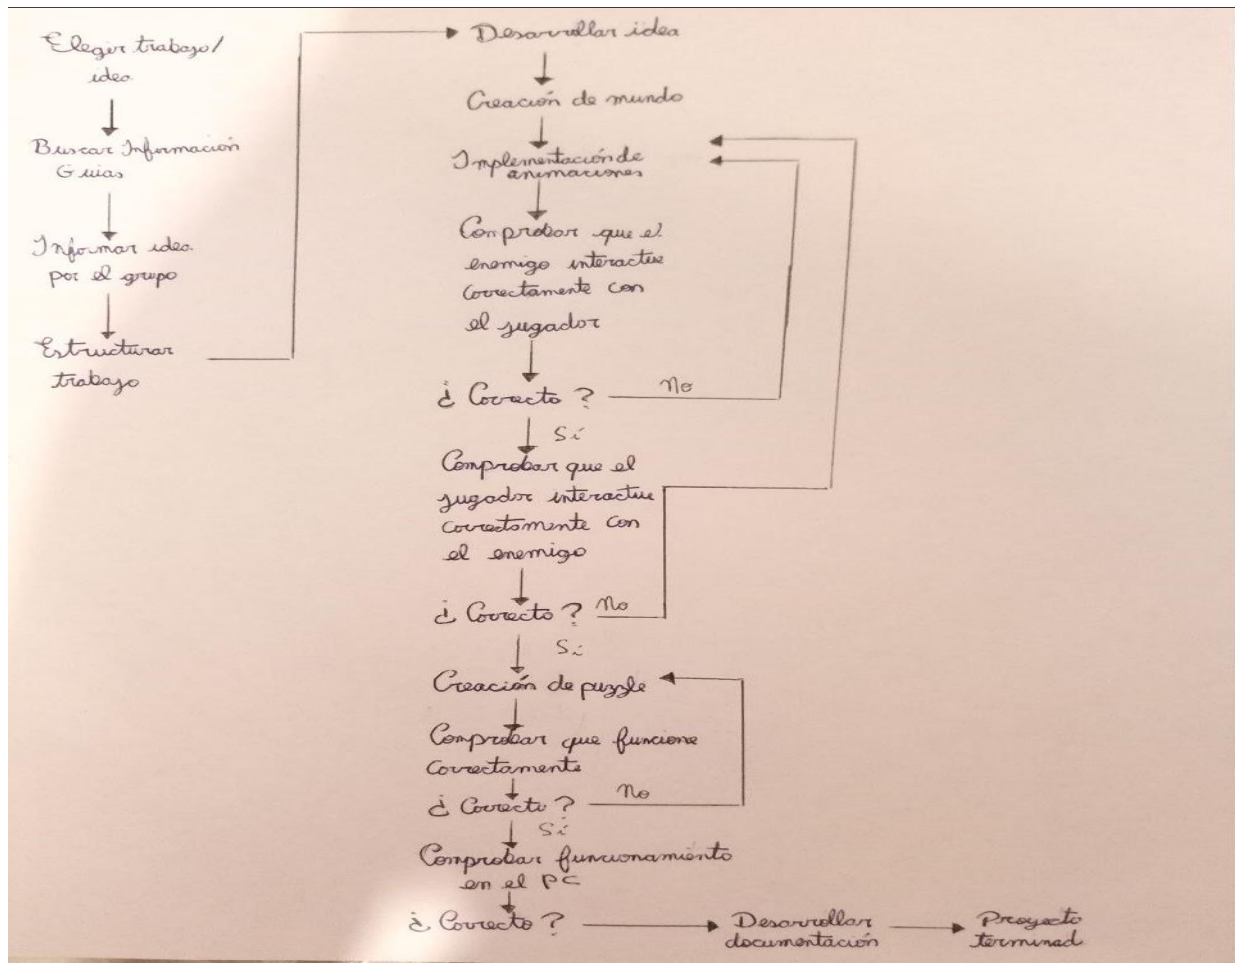 Elegir trabajo/
idea
Buscar Información
Guias
Informar idea
por el grupo
Estructurar
trabajo
Desarrollar idea
Creación de mundo
Implementación de
animaciones
Comprobar que el
enemigo interactue
correctamente con
el jugador
¿Correcto?
No
Sí
Comprobar que el
jugador interactue
correctamente con
el enemigo
¿Correcto?
No
Sí
Creación de puzzle
Comprobar que funcione
correctamente
¿Correcto?
No
Sí
Comprobar funcionamiento
en el PC
¿Correcto?
Desarrollar
documentación
Proyecto
terminad